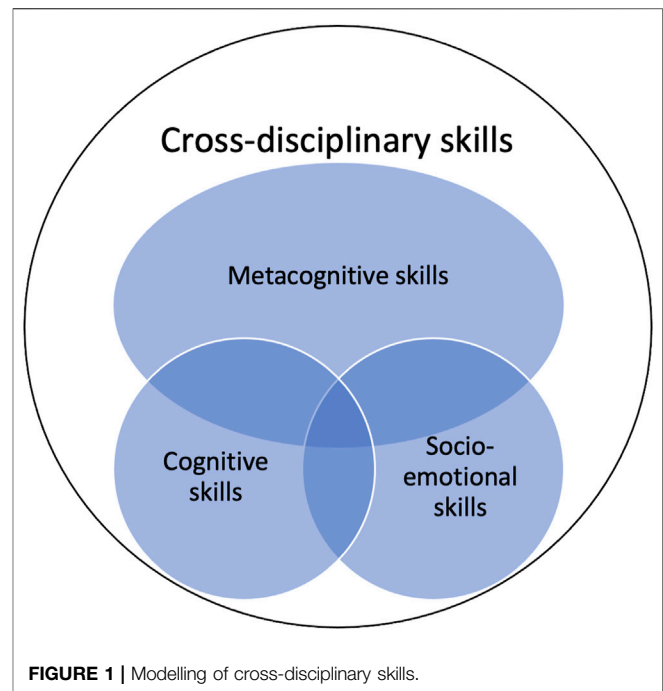 Cross-disciplinary skills
Metacognitive skills
Cognitive
skills
Socio-
emotional
skills
FIGURE 1 | Modelling of cross-disciplinary skills.